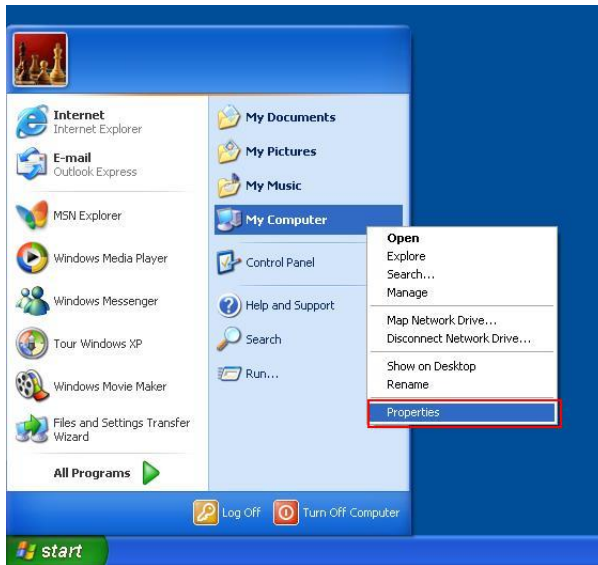 Internet
Internet Explorer
E-mail
Outlook Express
MSN Explorer
Windows Media Player
Windows Messenger
Tour Windows XP
Windows Movie Maker
Files and Settings Transfer
Wizard
All Programs
My Documents
My Pictures
My Music
My Computer
Control Panel
Help and Support
Search
Run...
Open
Explore
Search...
Manage
Map Network Drive...
Disconnect Network Drive...
Show on Desktop
Rename
Properties
Log Off
Turn Off Computer
start